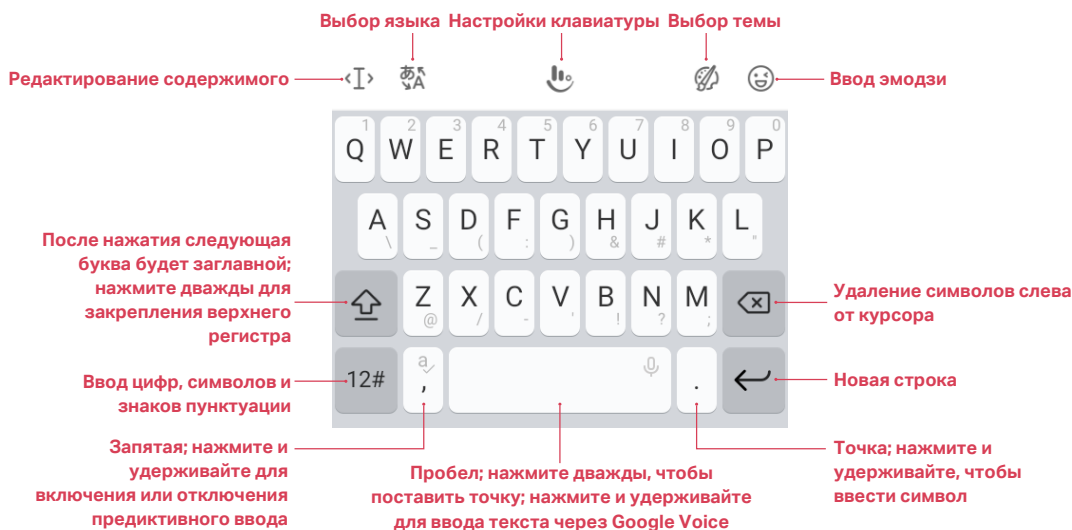 Выбор языка Настройки клавиатуры Выбор темы
Редактирование содержимого
Ввод эмодзи
1 2 3 4 5 6 7 8 9 0
Q W E R T Y U I O P
A S D F G H J K L
\ _ ( : ) & # * "
После нажатия следующая
буква будет заглавной;
нажмите дважды для
закрепления верхнего
регистра
Z X C V B N M
@ / - ' ! ? ;
Удаление символов слева
от курсора
12# , .
Ввод цифр, символов и
знаков пунктуации
Новая строка
Запятая; нажмите и
удерживайте для
включения или отключения
предиктивного ввода
Пробел; нажмите дважды, чтобы
поставить точку; нажмите и удерживайте
для ввода текста через Google Voice
Точка; нажмите и
удерживайте, чтобы
ввести символ